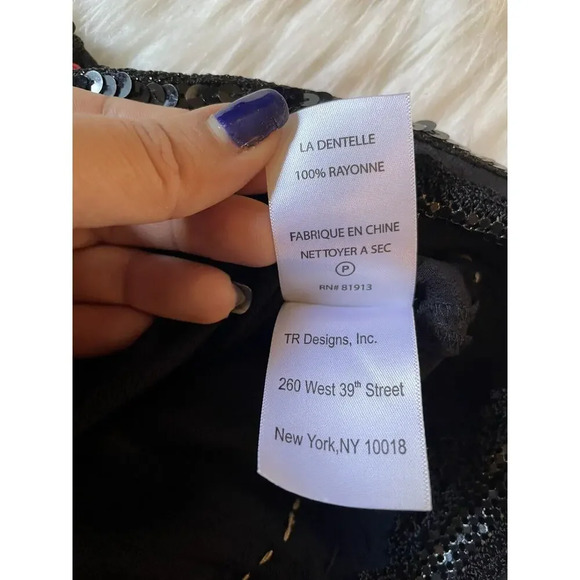 LA DENTELLE
100% RAYONNE
FABRIQUE EN CHINE
NETTOYER A SEC
P
RN# 81913
TR Designs, Inc.
260 West 39th Street
New York,NY 10018